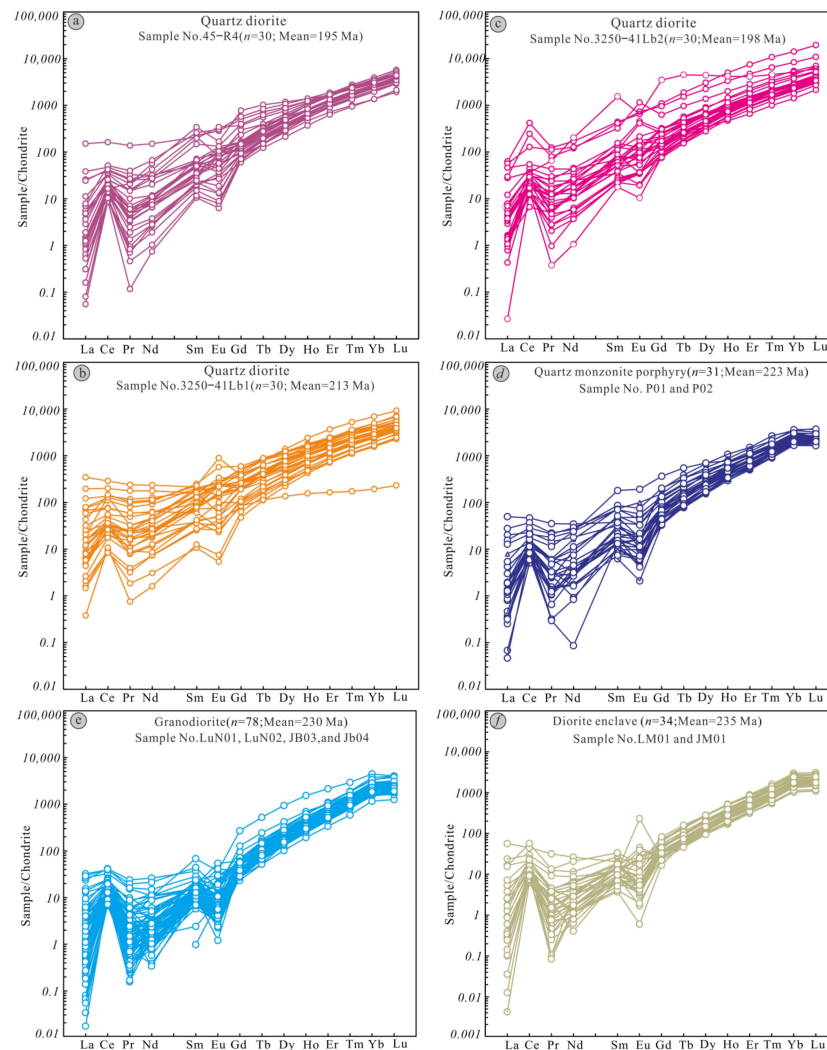 a
Quartz diorite
Sample No.45−R4(n=30; Mean=195 Ma)
100,000
10,000
1000
100
10
1
0.1
0.01
Sample/Chondrite
La Ce Pr Nd Sm Eu Gd Tb Dy Ho Er Tm Yb Lu
c
Quartz diorite
Sample No.3250-41Lb2(n=30;Mean=198 Ma)
100,000
10,000
1000
100
10
1
0.1
0.01
Sample/Chondrite
La Ce Pr Nd Sm Eu Gd Tb Dy Ho Er Tm Yb Lu
b
Quartz diorite
Sample No.3250−41Lb1(n=30; Mean=213 Ma)
100,000
10,000
1000
100
10
1
0.1
0.01
Sample/Chondrite
La Ce Pr Nd Sm Eu Gd Tb Dy Ho Er Tm Yb Lu
d
Quartz monzonite porphyry(n=31;Mean=223 Ma)
Sample No. P01 and P02
100,000
10,000
1000
100
10
1
0.1
0.01
Sample/Chondrite
La Ce Pr Nd Sm Eu Gd Tb Dy Ho Er Tm Yb Lu
e
Granodiorite(n=78;Mean=230 Ma)
Sample No.LuN01, LuN02, JB03,and Jb04
100,000
10,000
1000
100
10
1
0.1
0.01
Sample/Chondrite
La Ce Pr Nd Sm Eu Gd Tb Dy Ho Er Tm Yb Lu
f
Diorite enclave (n=34;Mean=235 Ma)
Sample No.LM01 and JM01
100,000
10,000
1000
100
10
1
0.1
0.01
0.001
Sample/Chondrite
La Ce Pr Nd Sm Eu Gd Tb Dy Ho Er Tm Yb Lu